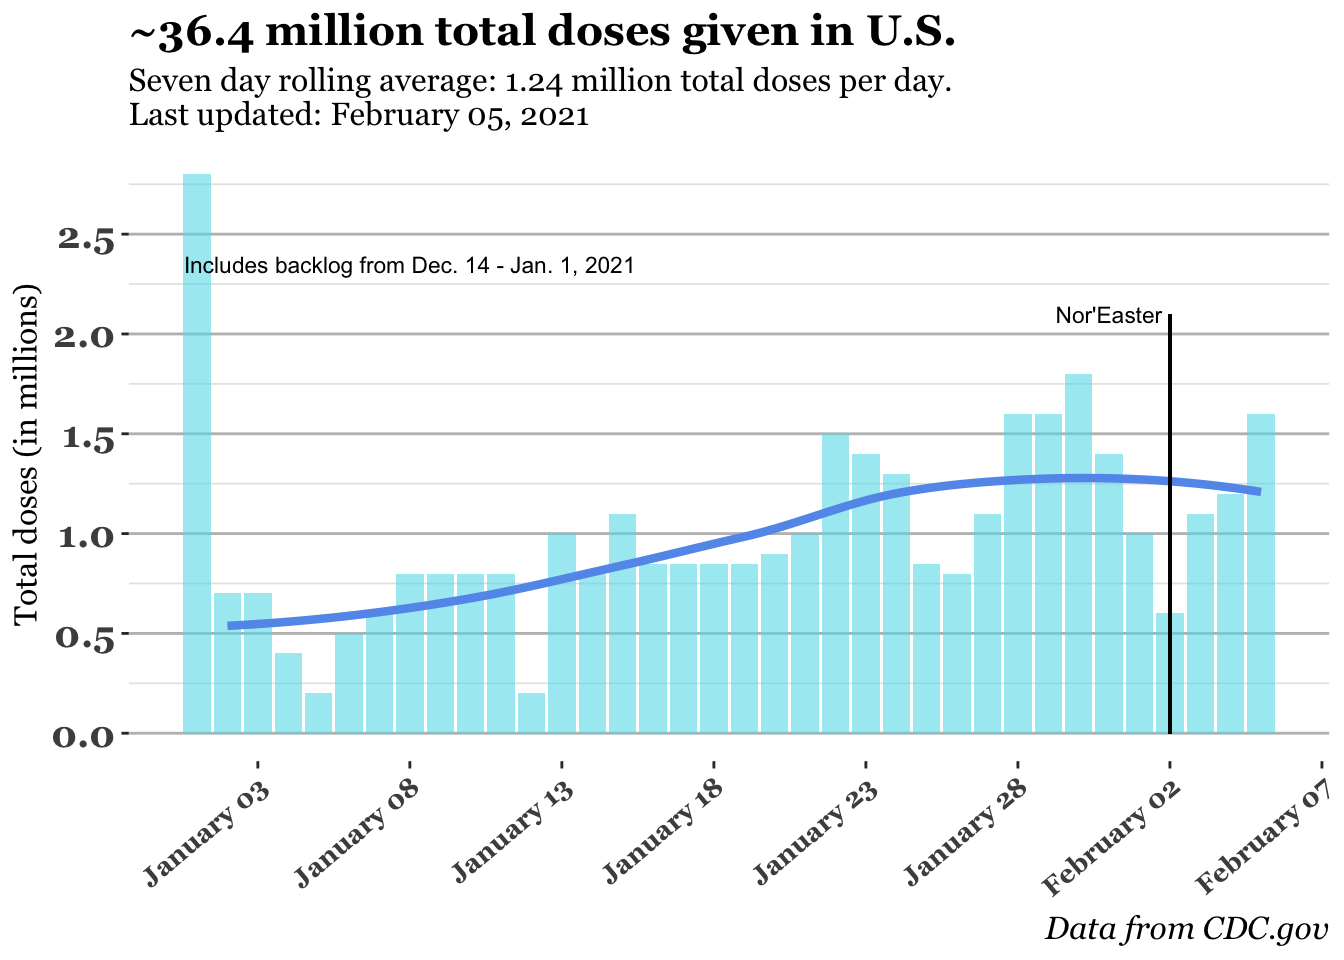 ~36.4 million total doses given in U.S.
Seven day rolling average: 1.24 million total doses per day.
Last updated: February 05, 2021
Total doses (in millions)
2.5
2.0
1.5
1.0
0.5
0.0
Includes backlog from Dec. 14 - Jan. 1, 2021
Nor'Easter
January 03
January 08
January 13
January 18
January 23
January 28
February 02
February 07
Data from CDC.gov